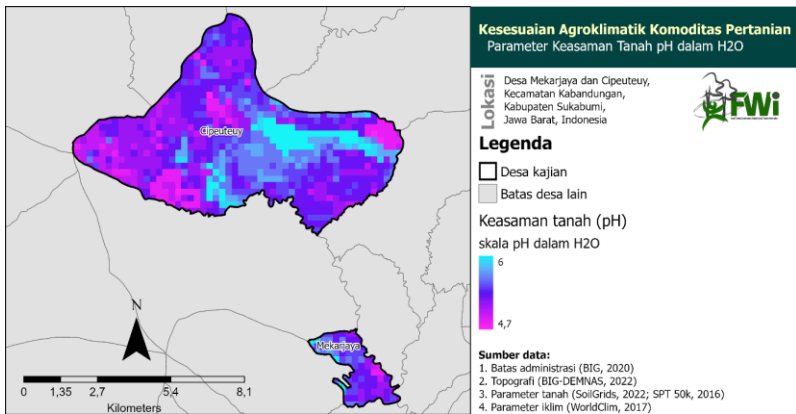 Kesesuaian Agroklimatik Komoditas Pertanian
Parameter Keasaman Tanah pH dalam H2O
Lokasi
Desa Mekarjaya dan Cipeuteuy,
Kecamatan Kabandungan,
Kabupaten Sukabumi,
Jawa Barat, Indonesia
FWi
Legenda
Desa kajian
Batas desa lain
Keasaman tanah (pH)
skala pH dalam H2O
6
4,7
Sumber data:
1. Batas administrasi (BIG, 2020)
2. Topografi (BIG-DEMNAS, 2022)
3. Parameter tanah (SoilGrids, 2022; SPT 50k, 2016)
4. Parameter iklim (WorldClim, 2017)
Cipeuteuy
Mekarjaya
N
0 1,35 2,7 5,4 8,1
Kilometers